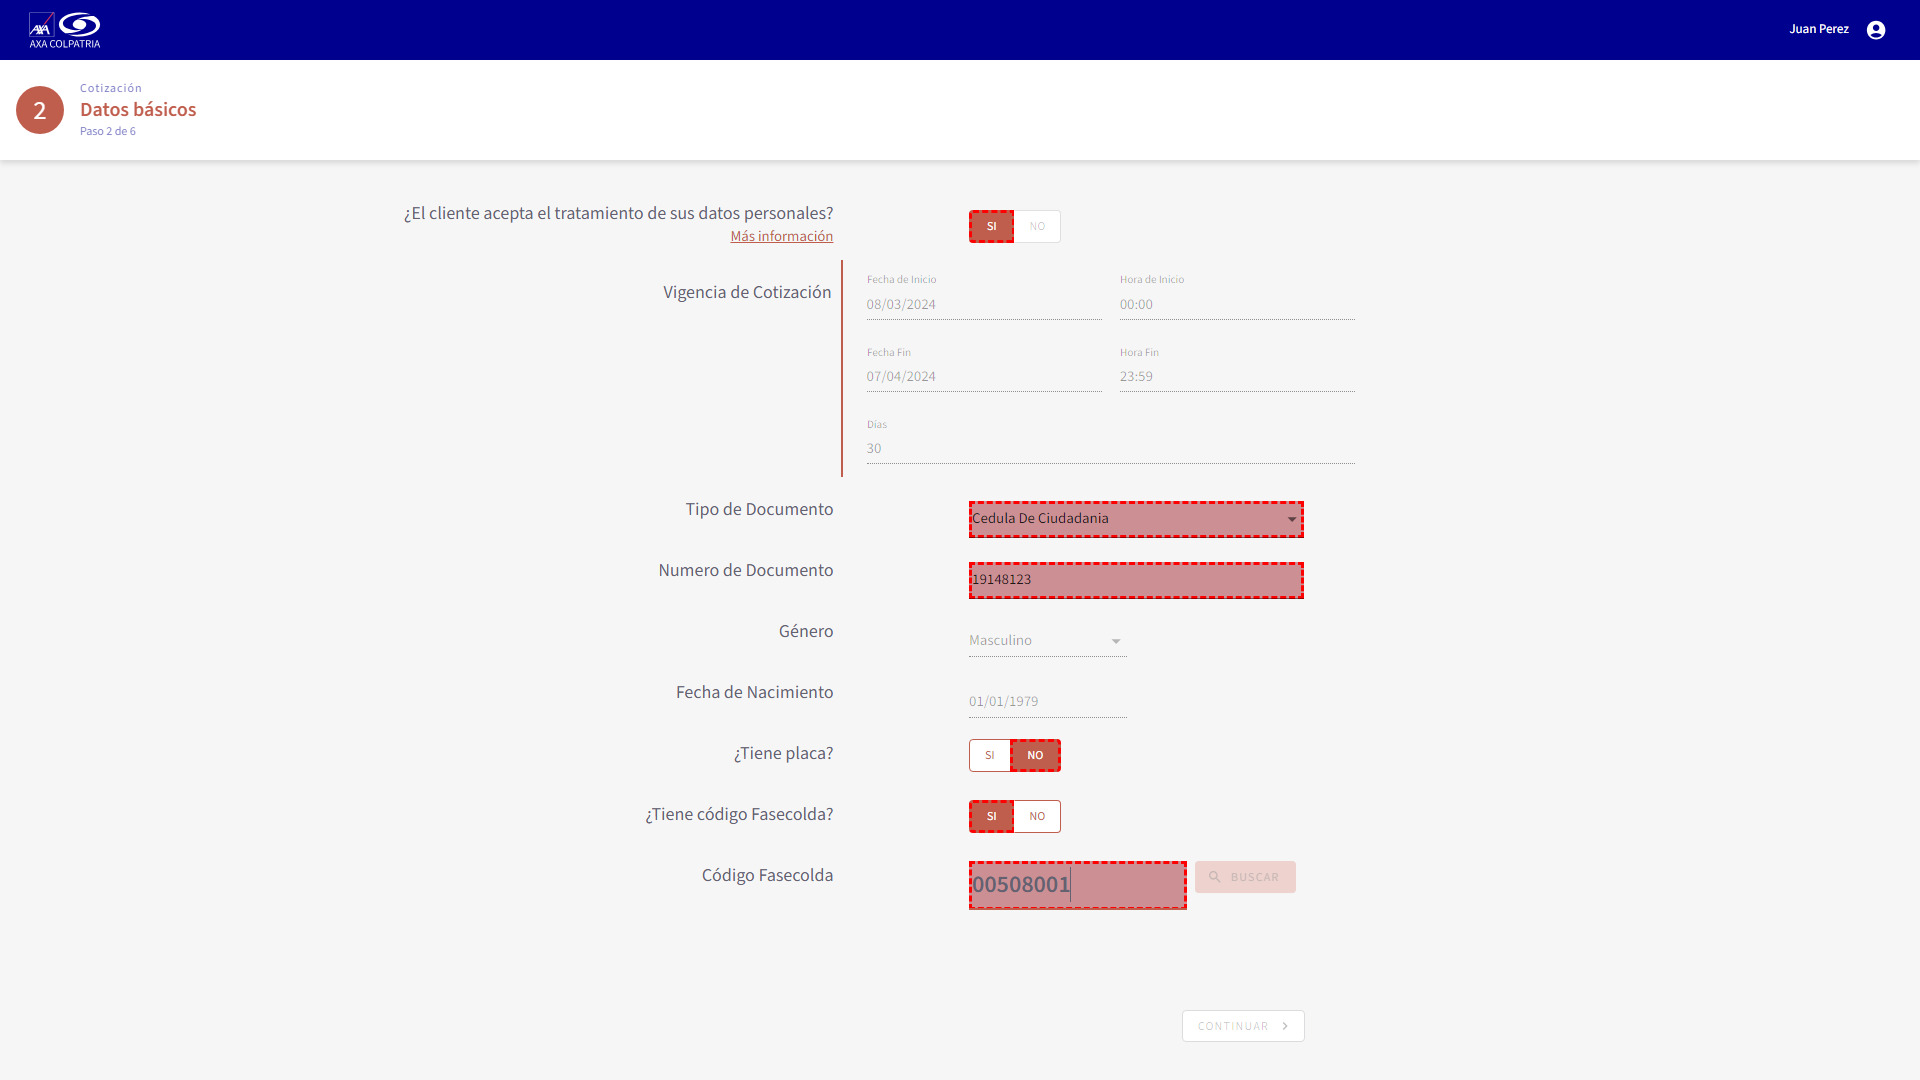 AXA
AXA COLPATRIA
Juan Perez
2
Cotización
Datos básicos
Paso 2 de 6
¿El cliente acepta el tratamiento de sus datos personales?
Más información
SI NO
Vigencia de Cotización
Fecha de Inicio Hora de Inicio
08/03/2024 00:00
Fecha Fin Hora Fin
07/04/2024 23:59
Días
30
Tipo de Documento Cedula De Ciudadania
Numero de Documento 19148123
Género Masculino
Fecha de Nacimiento 01/01/1979
¿Tiene placa? SI NO
¿Tiene código Fasecolda? SI NO
Código Fasecolda 00508001 BUSCAR
CONTINUAR